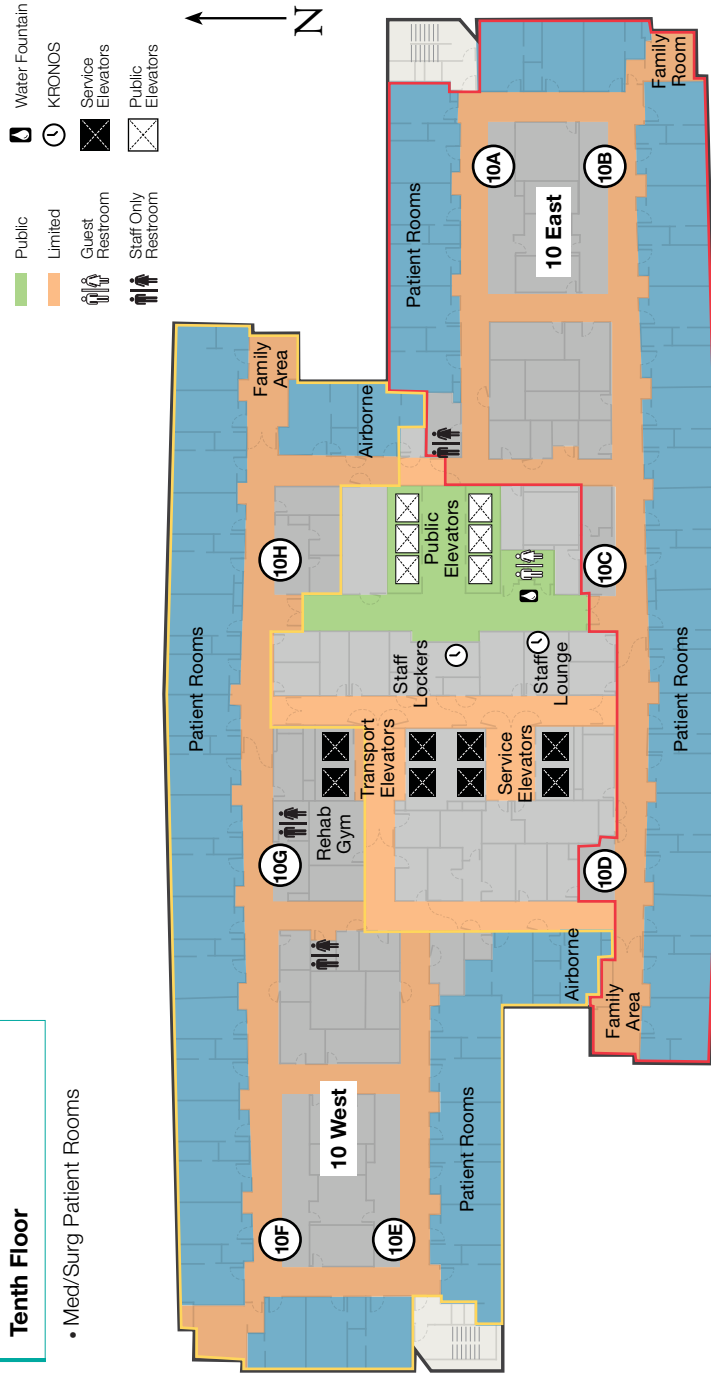 Tenth Floor
• Med/Surg Patient Rooms
Public
Limited
Guest
Restroom
Staff Only
Restroom
Water Fountain
KRONOS
Service
Elevators
Public
Elevators
N
Patient Rooms
Family
Area
Airborne
10H
10G
Rehab
Gym
10F
10 West
10E
Patient Rooms
Airborne
Family
Area
Transport
Elevators
Service
Elevators
Staff
Lockers
Staff
Lounge
Public
Elevators
Patient Rooms
10A
10 East
10B
Family
Room
10C
10D
Patient Rooms